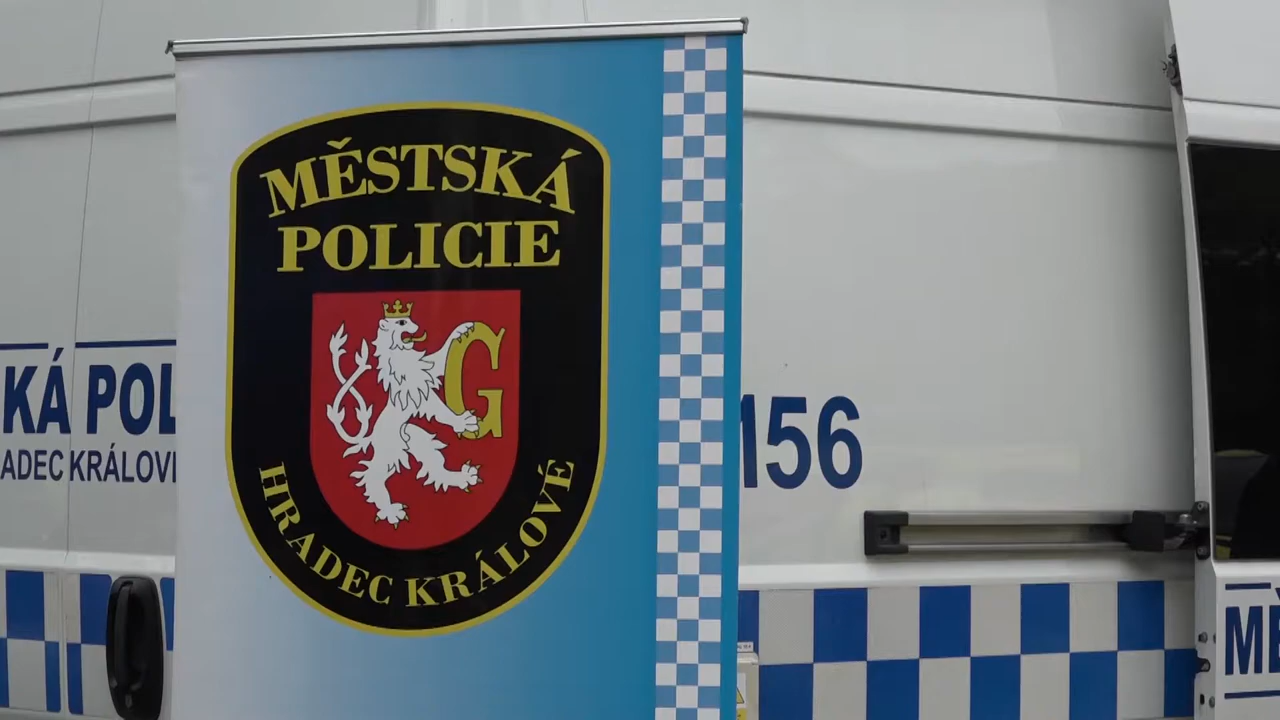 MĚSTSKÁ
POLICIE
G
HRADEC KRÁLOVÉ
KÁ POL
ADEC KRÁLOV
156
MĚ